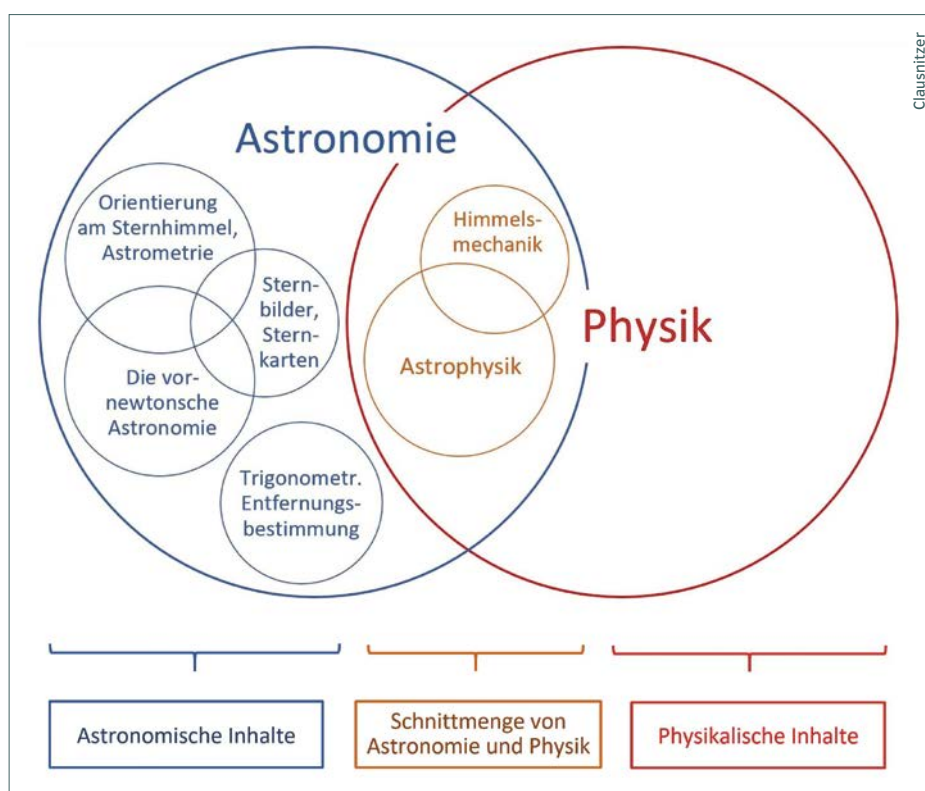 Clausnitzer
Astronomie
Orientierung
am Sternhimmel,
Astrometrie
Stern-
bilder,
Stern-
karten
Die vor-
newtonsche
Astronomie
Trigonometr.
Entfernungs-
bestimmung
Himmels-
mechanik
Astrophysik
Physik
Astronomische Inhalte
Schnittmenge von
Astronomie und Physik
Physikalische Inhalte